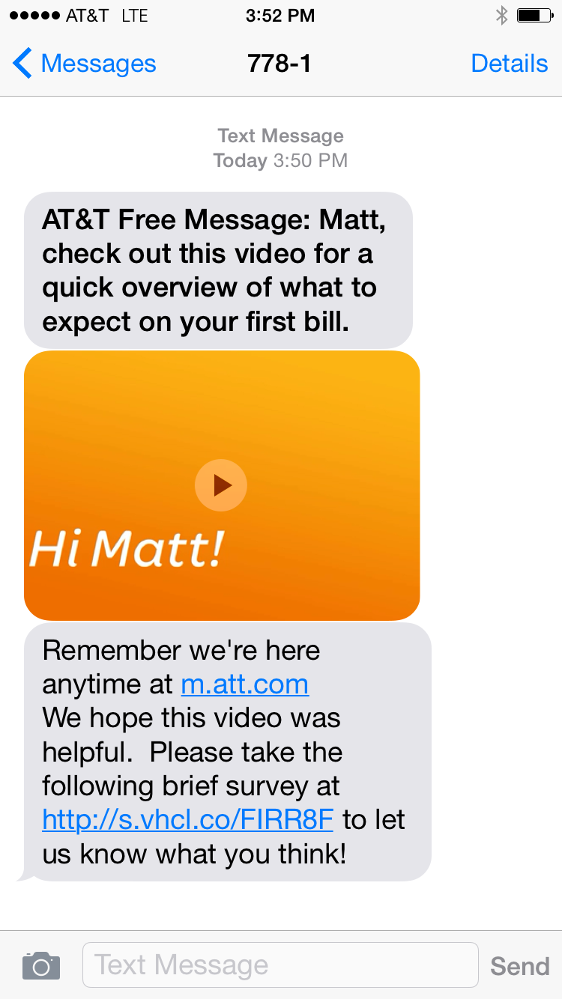 AT&T LTE 3:52 PM
Messages 778-1 Details
Text Message
Today 3:50 PM
AT&T Free Message: Matt,
check out this video for a
quick overview of what to
expect on your first bill.
Hi Matt!
Remember we're here
anytime at m.att.com
We hope this video was
helpful.  Please take the
following brief survey at
http://s.vhcl.co/FIRR8F to let
us know what you think!
Text Message Send